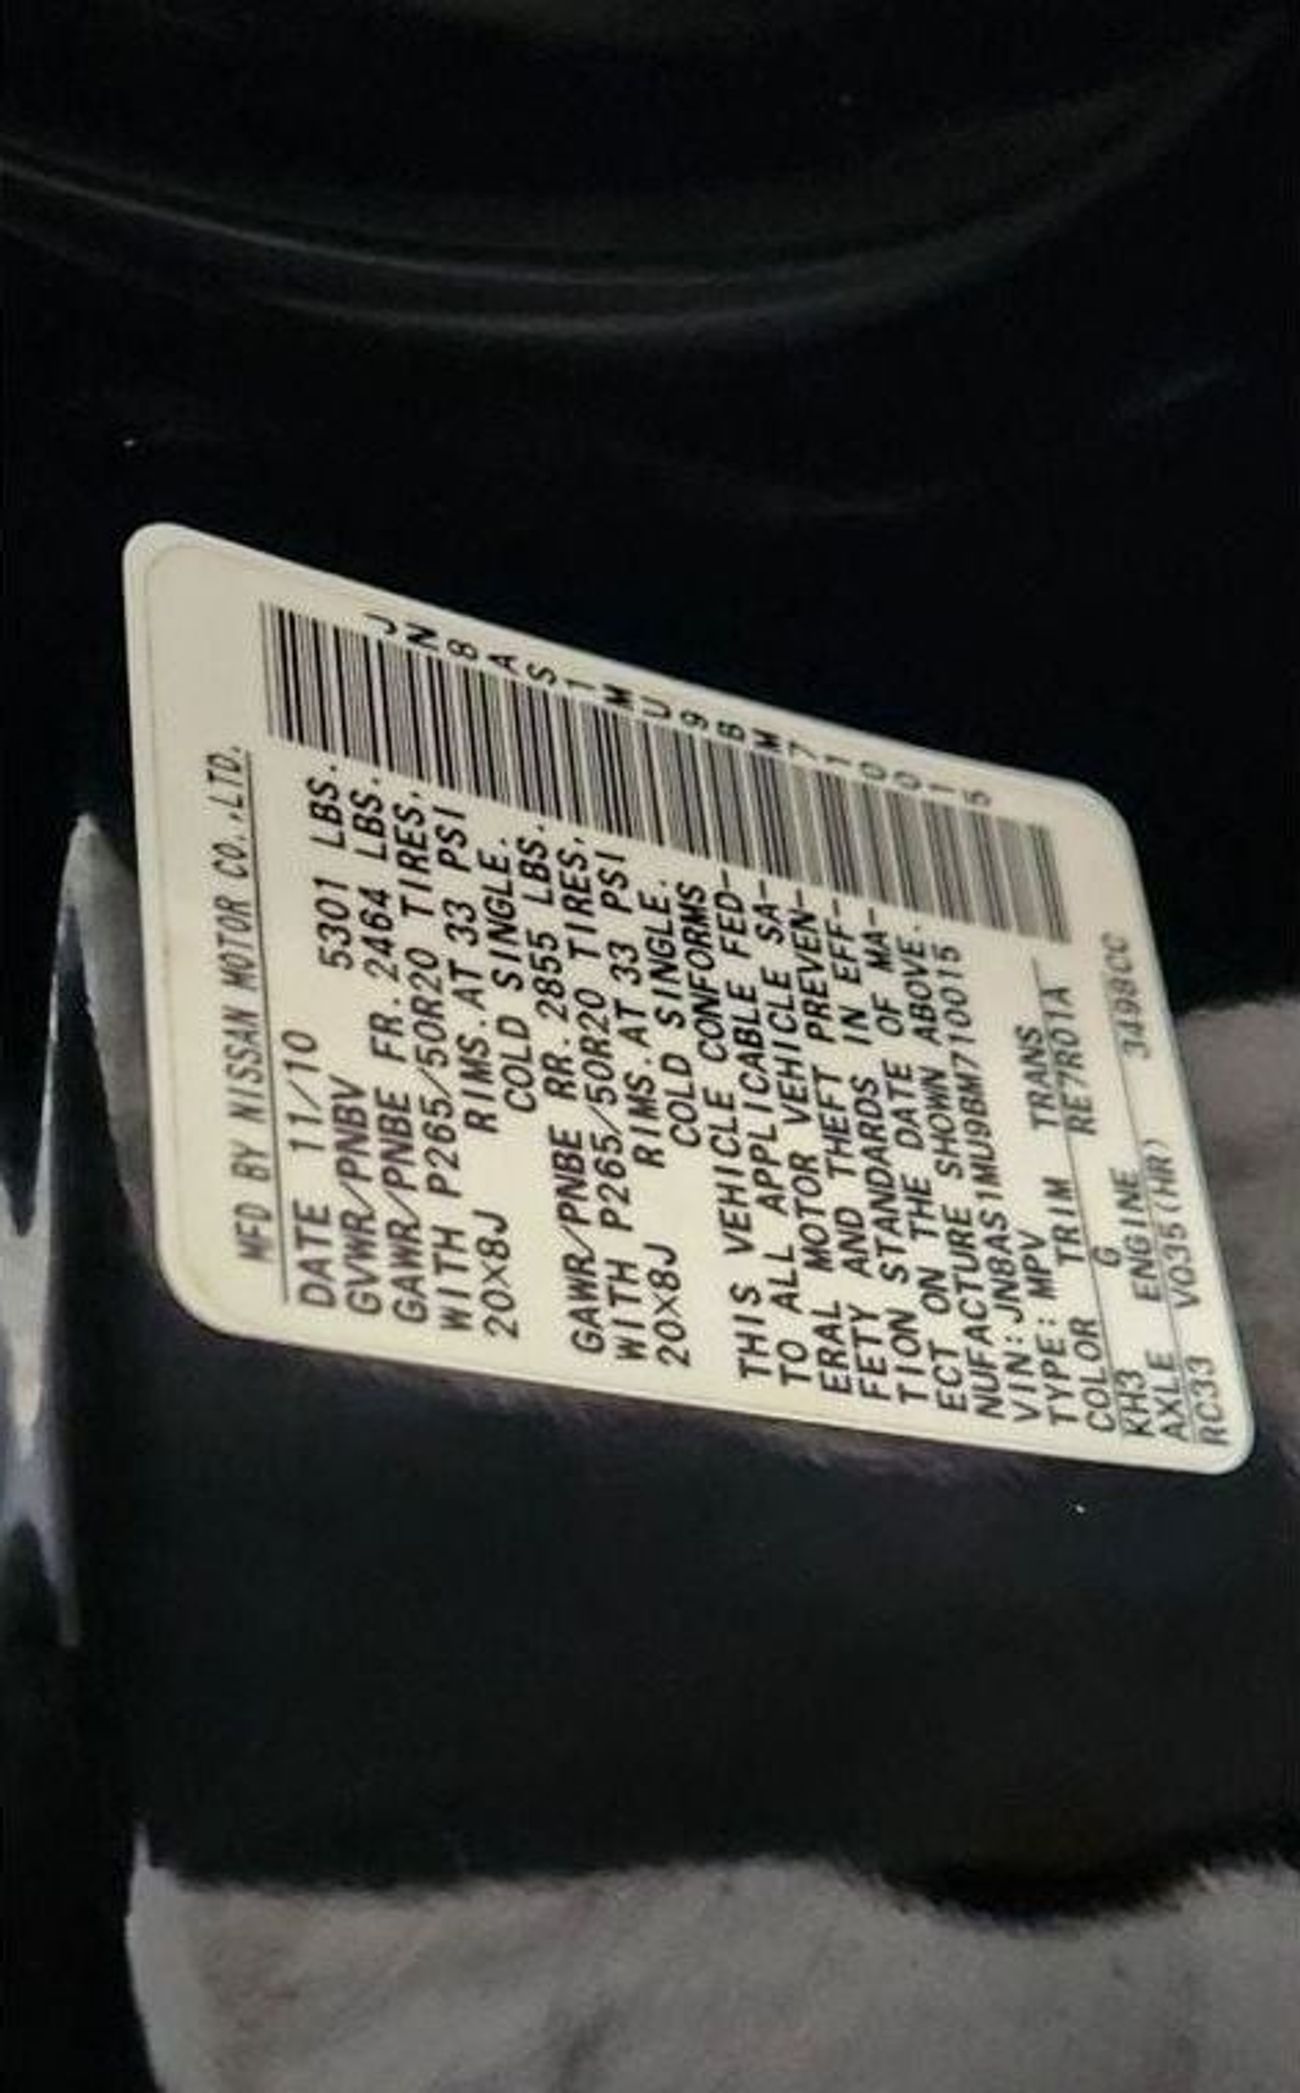 MFD BY NISSAN MOTOR CO.,LTD.
DATE 11/10
GVWR/PNBV 5301 LBS.
GAWR/PNBE FR. 2464 LBS.
WITH P265/50R20 TIRES,
20X8J RIMS.AT 33 PSI
COLD SINGLE.
GAWR/PNBE RR. 2855 LBS.
WITH P265/50R20 TIRES,
20X8J RIMS.AT 33 PSI
COLD SINGLE.
THIS VEHICLE CONFORMS
TO ALL APPLICABLE FED-
ERAL MOTOR VEHICLE SA-
FETY AND THEFT PREVEN-
TION STANDARDS IN EFF-
ECT ON THE DATE OF MA-
NUFACTURE SHOWN ABOVE.
VIN:JN8AS1MU9BM710015
TYPE: MPV
COLOR TRIM TRANS
KH3 G RE7R01A
AXLE ENGINE
RC33 VQ35(HR) 3498CC
JN8AS1MU9BM710015